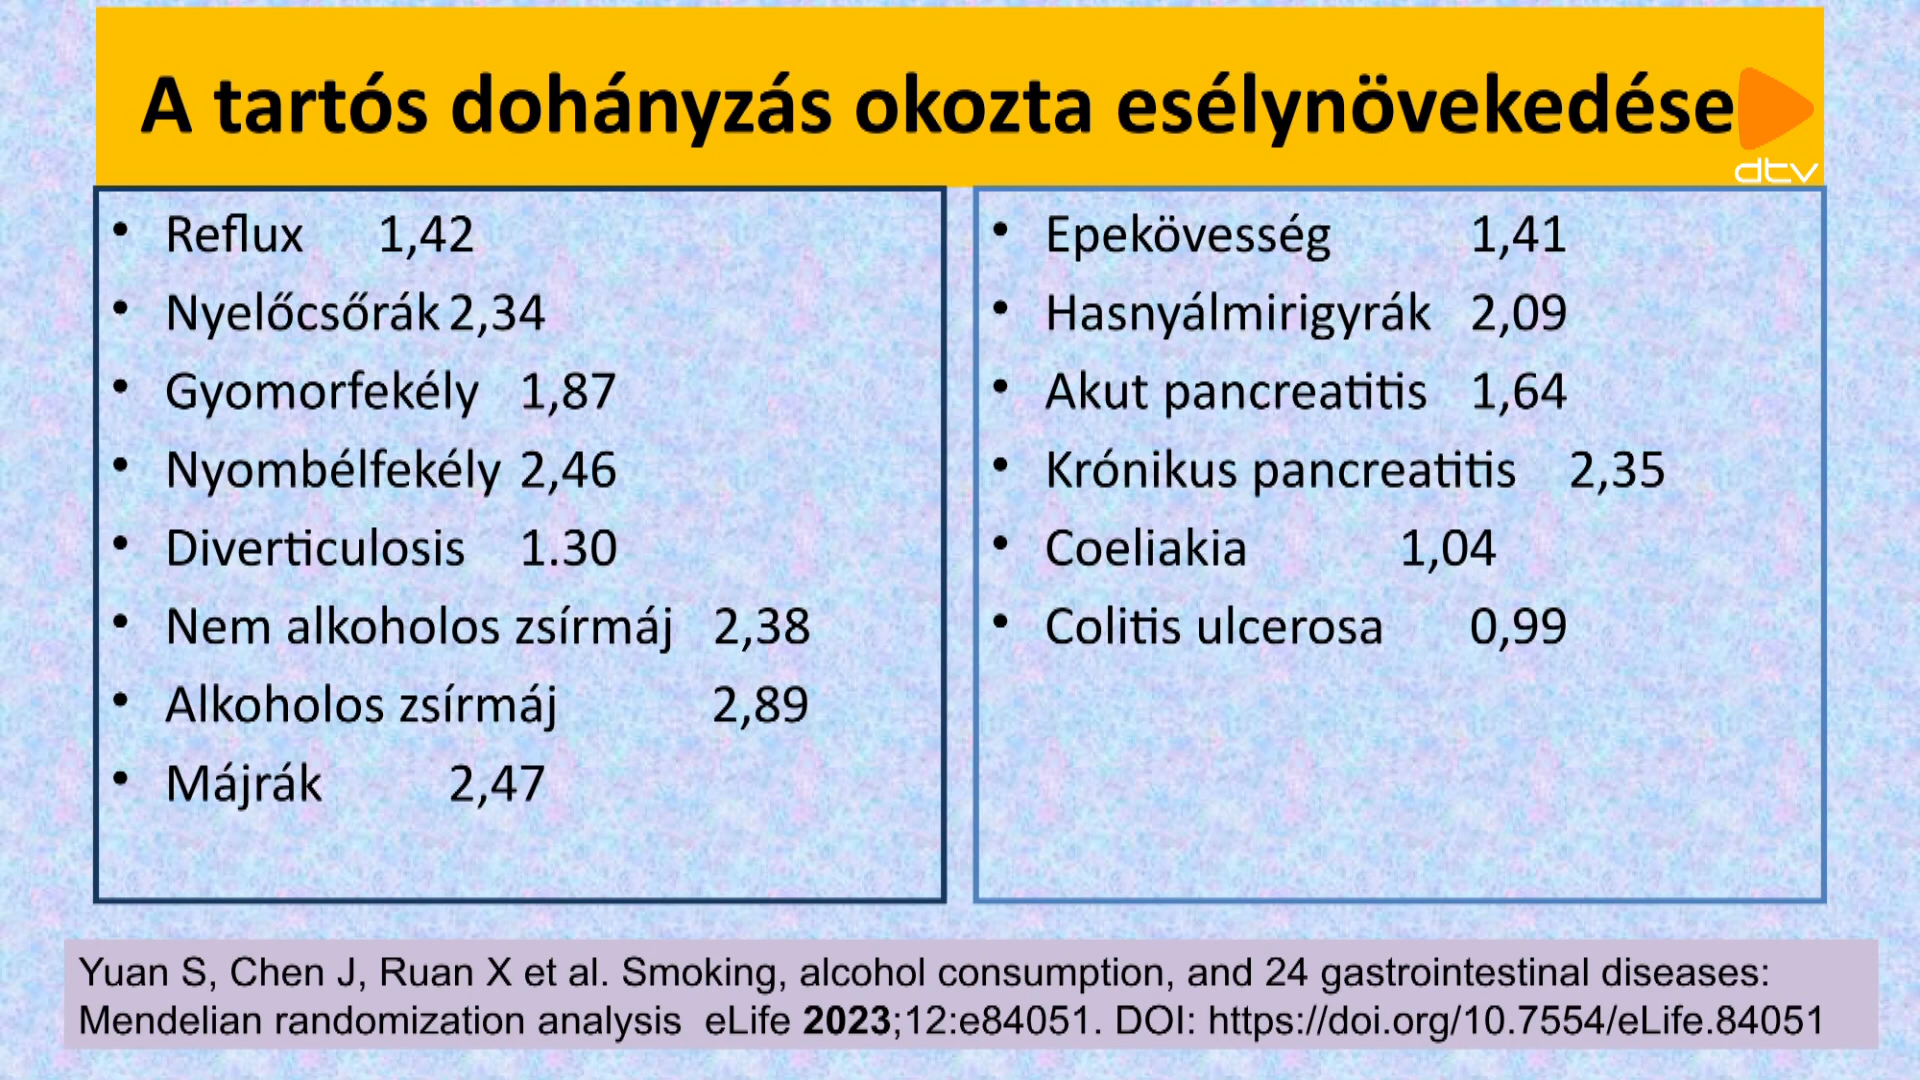 A tartós dohányzás okozta esélynövekedése
dtv
• Reflux 1,42
• Nyelőcsőrák 2,34
• Gyomorfekély 1,87
• Nyombélfekély 2,46
• Diverticulosis 1.30
• Nem alkoholos zsírmáj 2,38
• Alkoholos zsírmáj 2,89
• Májrák 2,47
• Epekövesség 1,41
• Hasnyálmirigyrák 2,09
• Akut pancreatitis 1,64
• Krónikus pancreatitis 2,35
• Coeliakia 1,04
• Colitis ulcerosa 0,99
Yuan S, Chen J, Ruan X et al. Smoking, alcohol consumption, and 24 gastrointestinal diseases:
Mendelian randomization analysis eLife 2023;12:e84051. DOI: https://doi.org/10.7554/eLife.84051